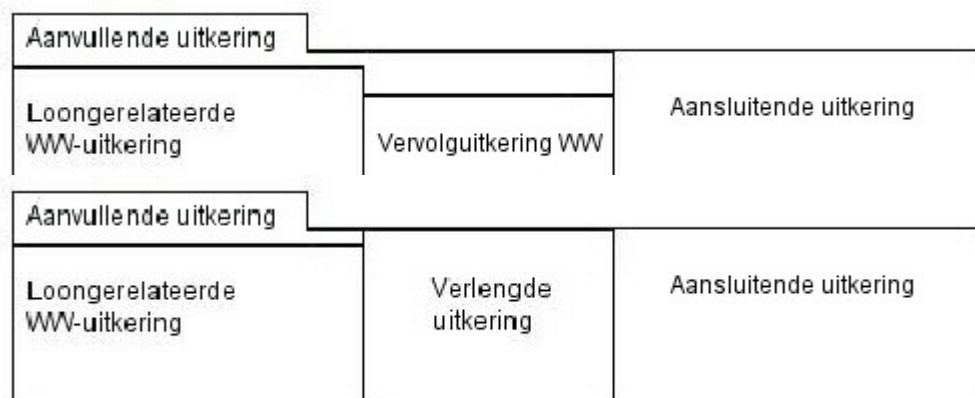 Aanvullende uitkering
Loongerelateerde
WW-uitkering
Vervolguitkering WW
Aansluitende uitkering
Aanvullende uitkering
Loongerelateerde
WW-uitkering
Verlengde
uitkering
Aansluitende uitkering